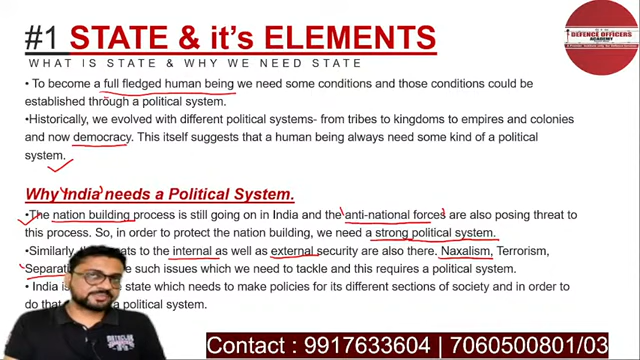 #1 STATE & it's ELEMENTS
WHAT IS STATE & WHY WE NEED STATE
THE
DEFENCE OFFICERS
ACADEMY
• To become a full fledged human being we need some conditions and those conditions could be
established through a political system.
• Historically, we evolved with different political systems- from tribes to kingdoms to empires and colonies
and now democracy. This itself suggests that a human being always need some kind of a political
system.
Why India needs a Political System.
• The nation building process is still going on in India and the anti-national forces are also posing threat to
this process. So, in order to protect the nation building, we need a strong political system.
•Similarly, to the internal as well as external security are also there. Naxalism, Terrorism,
such issues which we need to tackle and this requires a political system.
• India is state which needs to make policies for its different sections of society and in order to
do that a political system.
Contact : 9917633604 | 7060500801/03